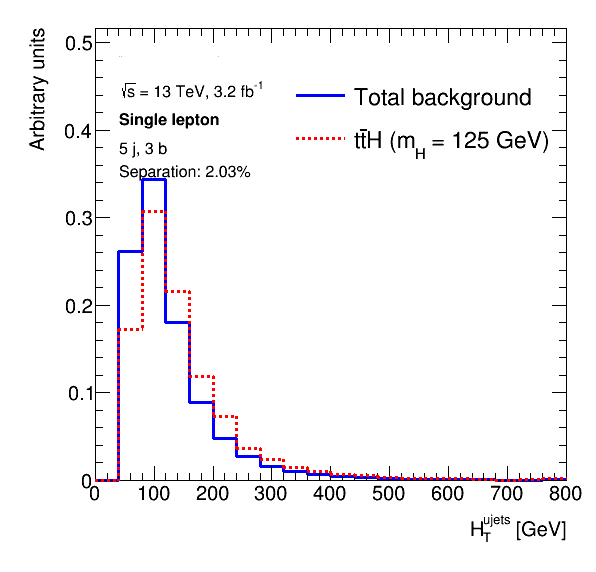 Arbitrary units
0.5
0.4
0.3
0.2
0.1
0
√s = 13 TeV, 3.2 fb⁻¹
Single lepton
5 j, 3 b
Separation: 2.03%
Total background
tt̄H (m_H = 125 GeV)
0 100 200 300 400 500 600 700 800
H_T^ujets [GeV]